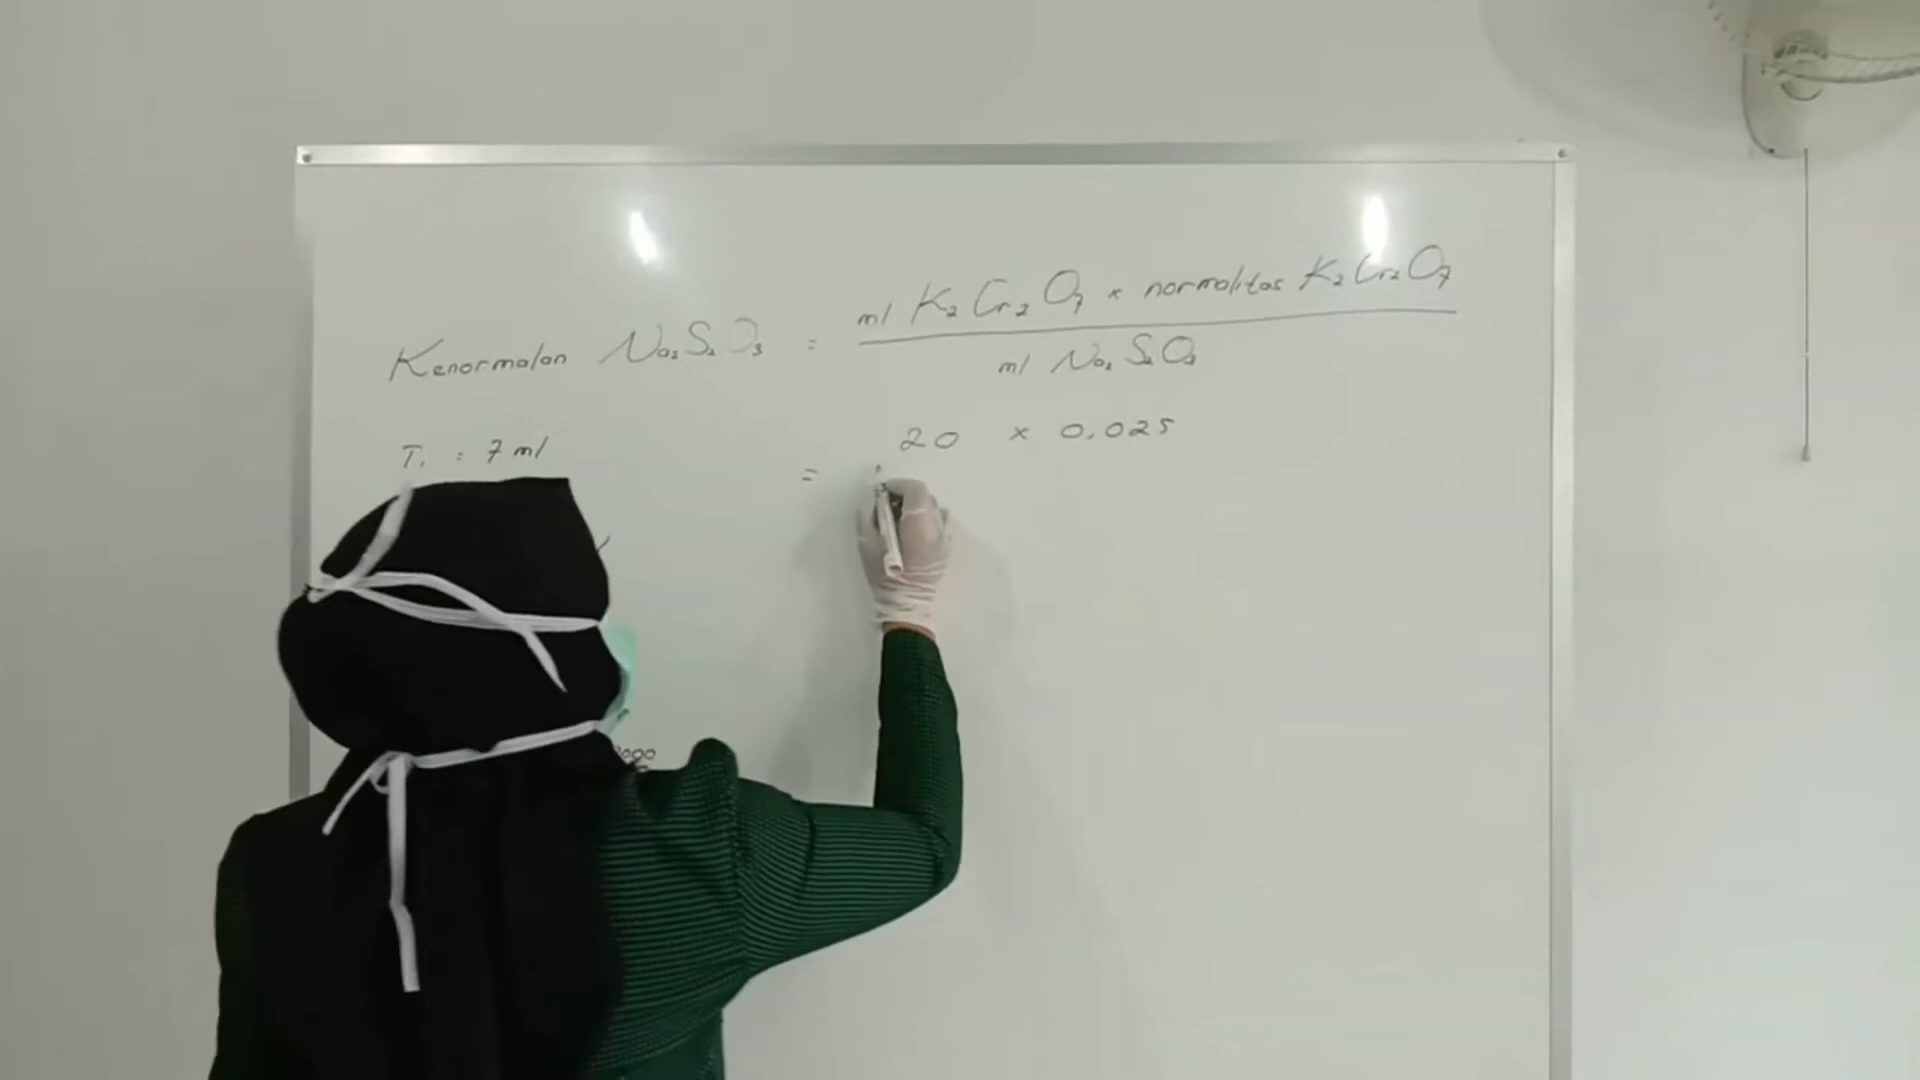 Kenormalan Na₂S₂O₃ = ml K₂Cr₂O₇ × normalitas K₂Cr₂O₇
ml Na₂S₂O₃
T₁ : 7 ml
= 20 × 0.025